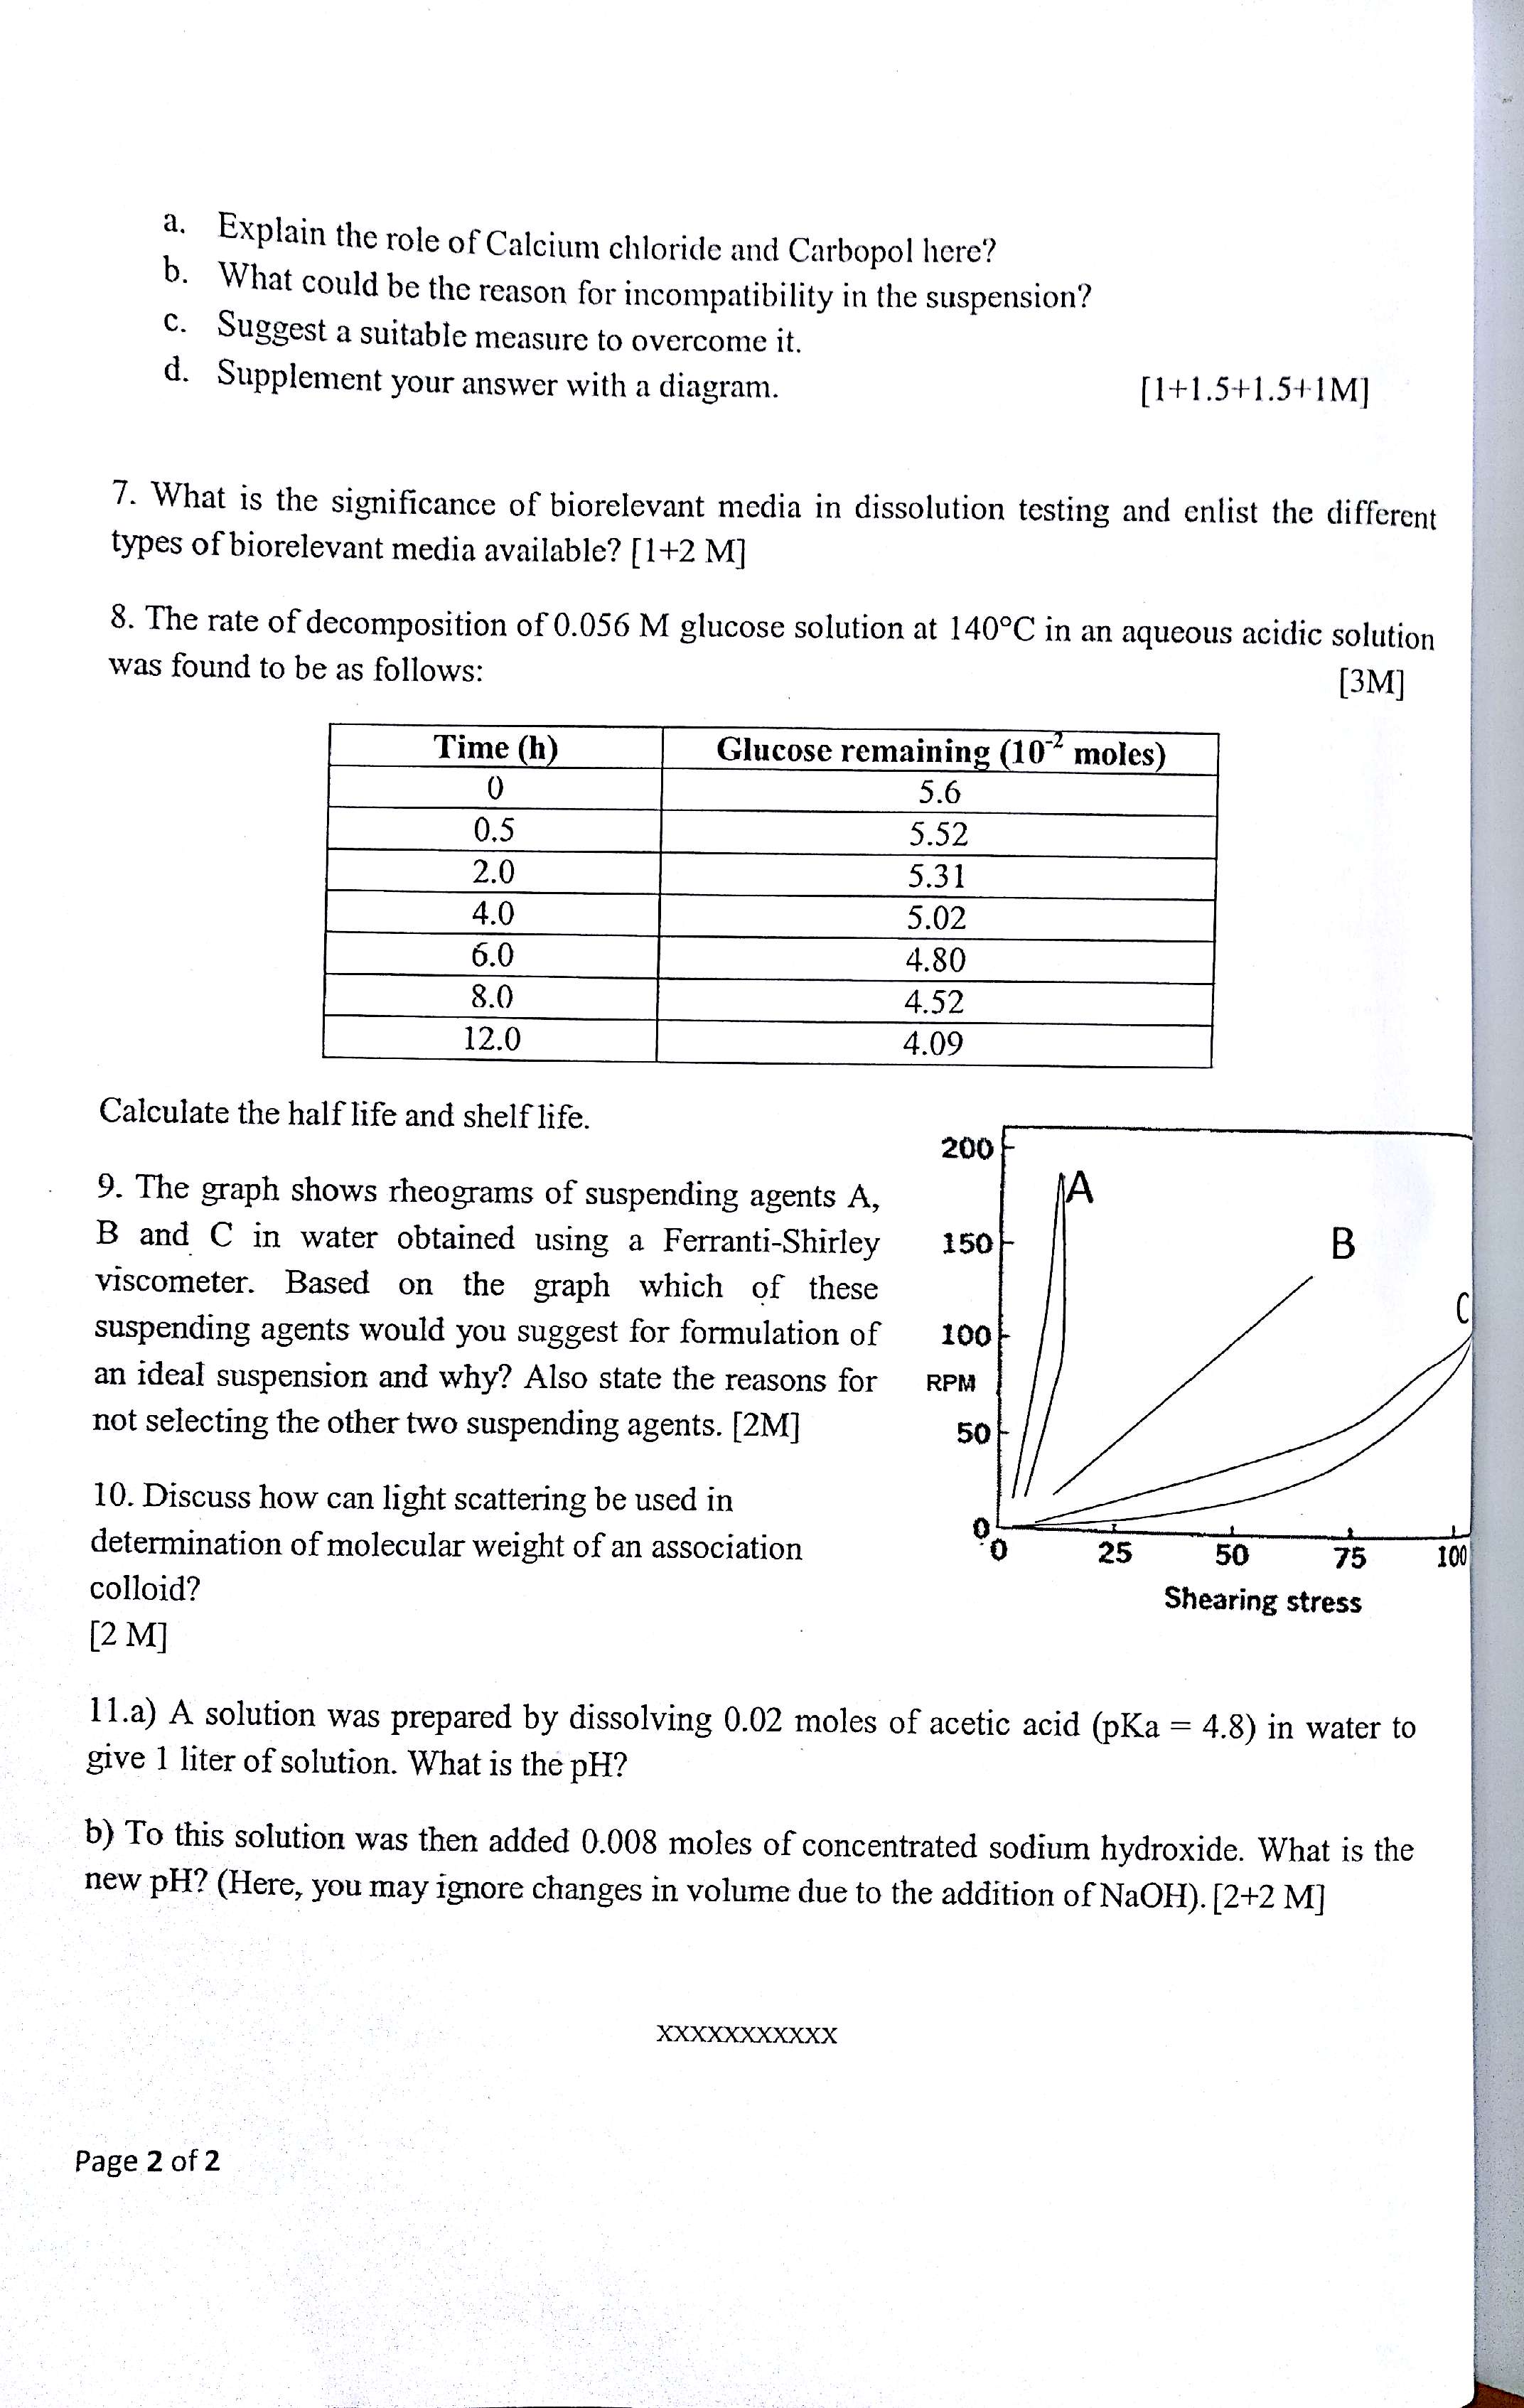 a. Explain the role of Calcium chloride and Carbopol here?
b. What could be the reason for incompatibility in the suspension?
c. Suggest a suitable measure to overcome it.
d. Supplement your answer with a diagram. [1+1.5+1.5+1M]
7. What is the significance of biorelevant media in dissolution testing and enlist the different
types of biorelevant media available? [1+2 M]
8. The rate of decomposition of 0.056 M glucose solution at 140°C in an aqueous acidic solution
was found to be as follows: [3M]
Time (h) Glucose remaining (10⁻² moles)
0 5.6
0.5 5.52
2.0 5.31
4.0 5.02
6.0 4.80
8.0 4.52
12.0 4.09
Calculate the half life and shelf life.
9. The graph shows rheograms of suspending agents A,
B and C in water obtained using a Ferranti-Shirley
viscometer. Based on the graph which of these
suspending agents would you suggest for formulation of
an ideal suspension and why? Also state the reasons for
not selecting the other two suspending agents. [2M]
200
150
100
RPM
50
0
A
B
C
0 25 50 75 100
Shearing stress
10. Discuss how can light scattering be used in
determination of molecular weight of an association
colloid?
[2 M]
11.a) A solution was prepared by dissolving 0.02 moles of acetic acid (pKa = 4.8) in water to
give 1 liter of solution. What is the pH?
b) To this solution was then added 0.008 moles of concentrated sodium hydroxide. What is the
new pH? (Here, you may ignore changes in volume due to the addition of NaOH). [2+2 M]
xxxxxxxxxxx
Page 2 of 2